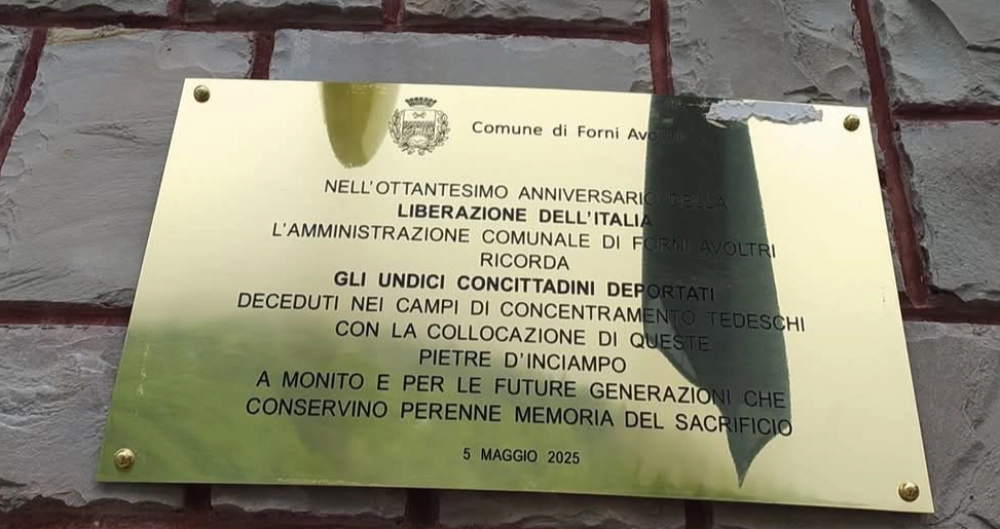 Comune di Forni Avoltri
NELL'OTTANTESIMO ANNIVERSARIO DELLA
LIBERAZIONE DELL'ITALIA
L'AMMINISTRAZIONE COMUNALE DI FORNI AVOLTRI
RICORDA
GLI UNDICI CONCITTADINI DEPORTATI
DECEDUTI NEI CAMPI DI CONCENTRAMENTO TEDESCHI
CON LA COLLOCAZIONE DI QUESTE
PIETRE D'INCIAMPO
A MONITO E PER LE FUTURE GENERAZIONI CHE
CONSERVINO PERENNE MEMORIA DEL SACRIFICIO
5 MAGGIO 2025